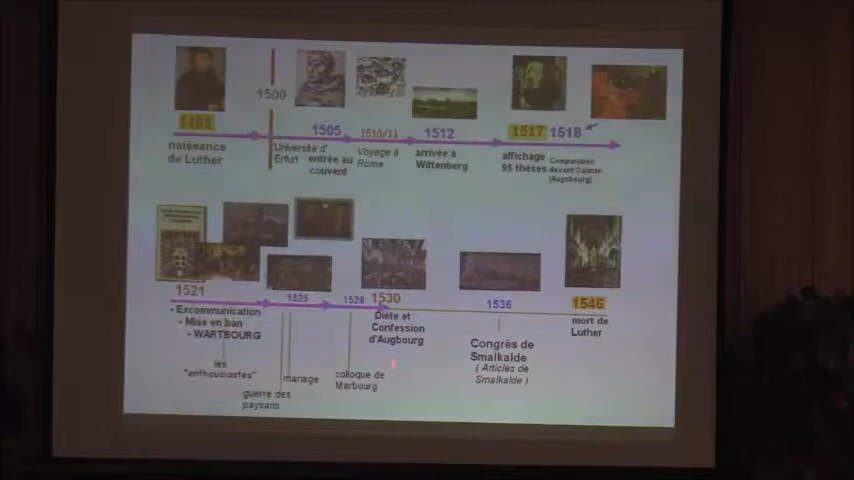 1500
1483
1505
1510/11
1512
1517 1518
naissance
de Luther
Université d'
Erfurt
entrée au
couvent
Voyage à
Rome
arrivée à
Wittenberg
affichage
95 thèses
Comparution
devant Cajetan
(Augsbourg)
1521
1525
1529
1530
1536
1546
- Excommunication
- Mise en ban
- WARTBOURG
Diète et
Confession
d'Augbourg
Congrès de
Smalkalde
( Articles de
Smalkalde )
mort de
Luther
les
"enthousiastes"
guerre des
paysans
mariage
colloque de
Marbourg